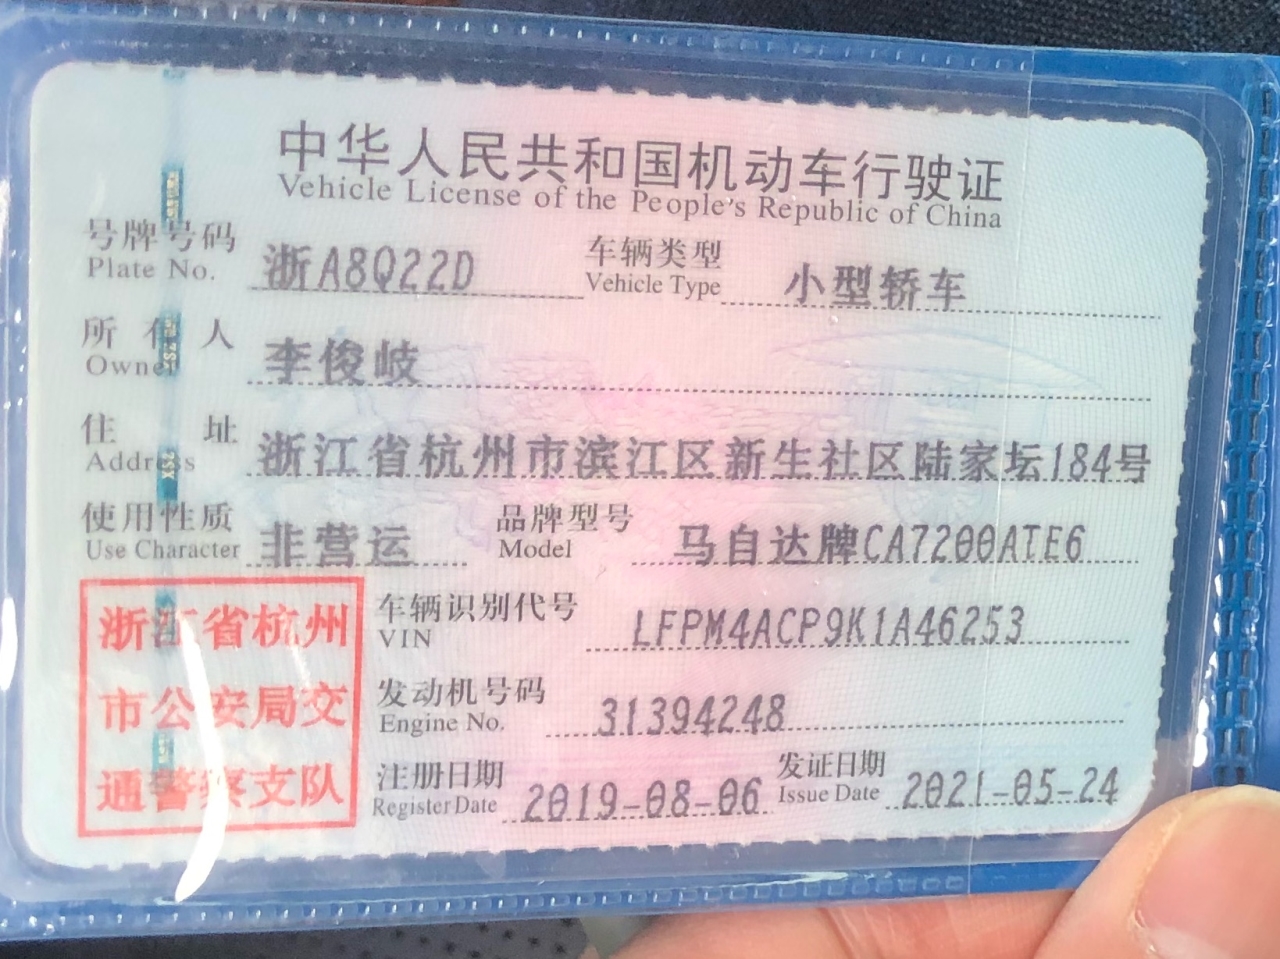 中华人民共和国机动车行驶证
Vehicle License of the People's Republic of China
号牌号码 浙A8Q22D 车辆类型 小型轿车
Plate No. Vehicle Type
所有人 李俊岐
Owner
住址 浙江省杭州市滨江区新生社区陆家坛184号
Address
使用性质 非营运 品牌型号 马自达牌CA7200ATE6
Use Character Model
浙江省杭州
市公安局交
通警察支队
车辆识别代号 LFPM4ACP9K1A46253
VIN
发动机号码 31394248
Engine No.
注册日期 2019-08-06 发证日期 2021-05-24
Register Date Issue Date